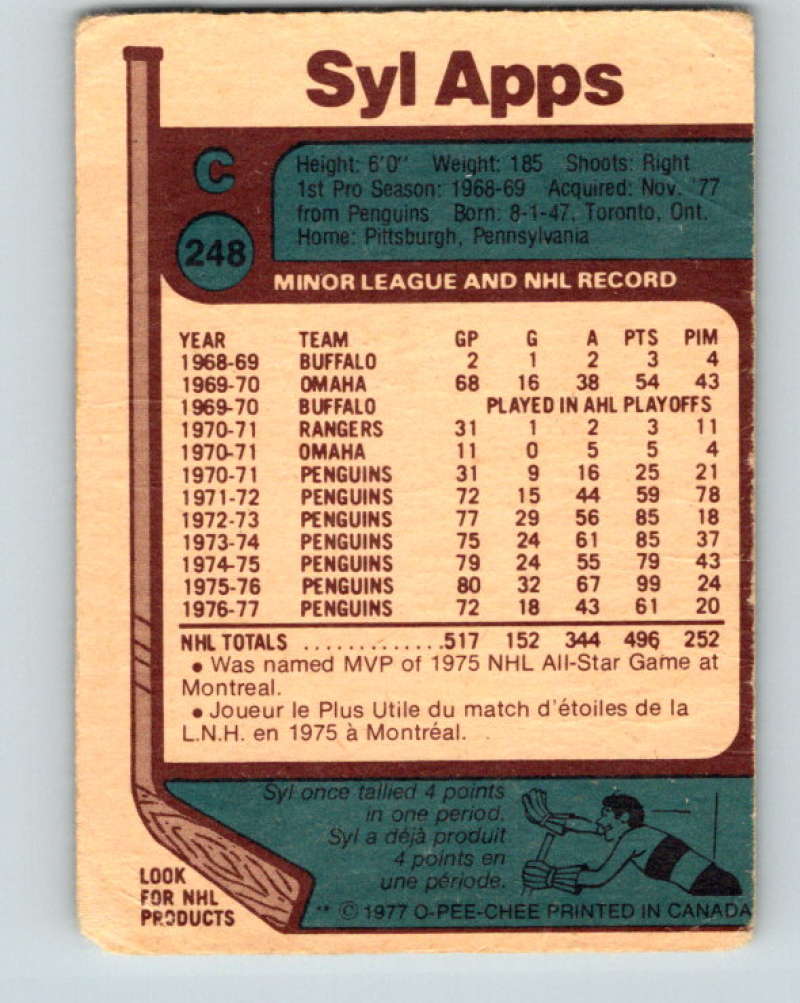 Syl Apps
C
248
Height: 6'0'' Weight: 185 Shoots: Right
1st Pro Season: 1968-69 Acquired: Nov. '77
from Penguins Born: 8-1-47, Toronto, Ont.
Home: Pittsburgh, Pennsylvania
MINOR LEAGUE AND NHL RECORD
YEAR TEAM GP G A PTS PIM
1968-69 BUFFALO 2 1 2 3 4
1969-70 OMAHA 68 16 38 54 43
1969-70 BUFFALO PLAYED IN AHL PLAYOFFS
1970-71 RANGERS 31 1 2 3 11
1970-71 OMAHA 11 0 5 5 4
1970-71 PENGUINS 31 9 16 25 21
1971-72 PENGUINS 72 15 44 59 78
1972-73 PENGUINS 77 29 56 85 18
1973-74 PENGUINS 75 24 61 85 37
1974-75 PENGUINS 79 24 55 79 43
1975-76 PENGUINS 80 32 67 99 24
1976-77 PENGUINS 72 18 43 61 20
NHL TOTALS ..............517 152 344 496 252
• Was named MVP of 1975 NHL All-Star Game at
Montreal.
• Joueur le Plus Utile du match d'étoiles de la
L.N.H. en 1975 à Montréal.
Syl once tallied 4 points
in one period.
Syl a déjà produit
4 points en
une période.
LOOK
FOR NHL
PRODUCTS
** © 1977 O-PEE-CHEE PRINTED IN CANADA